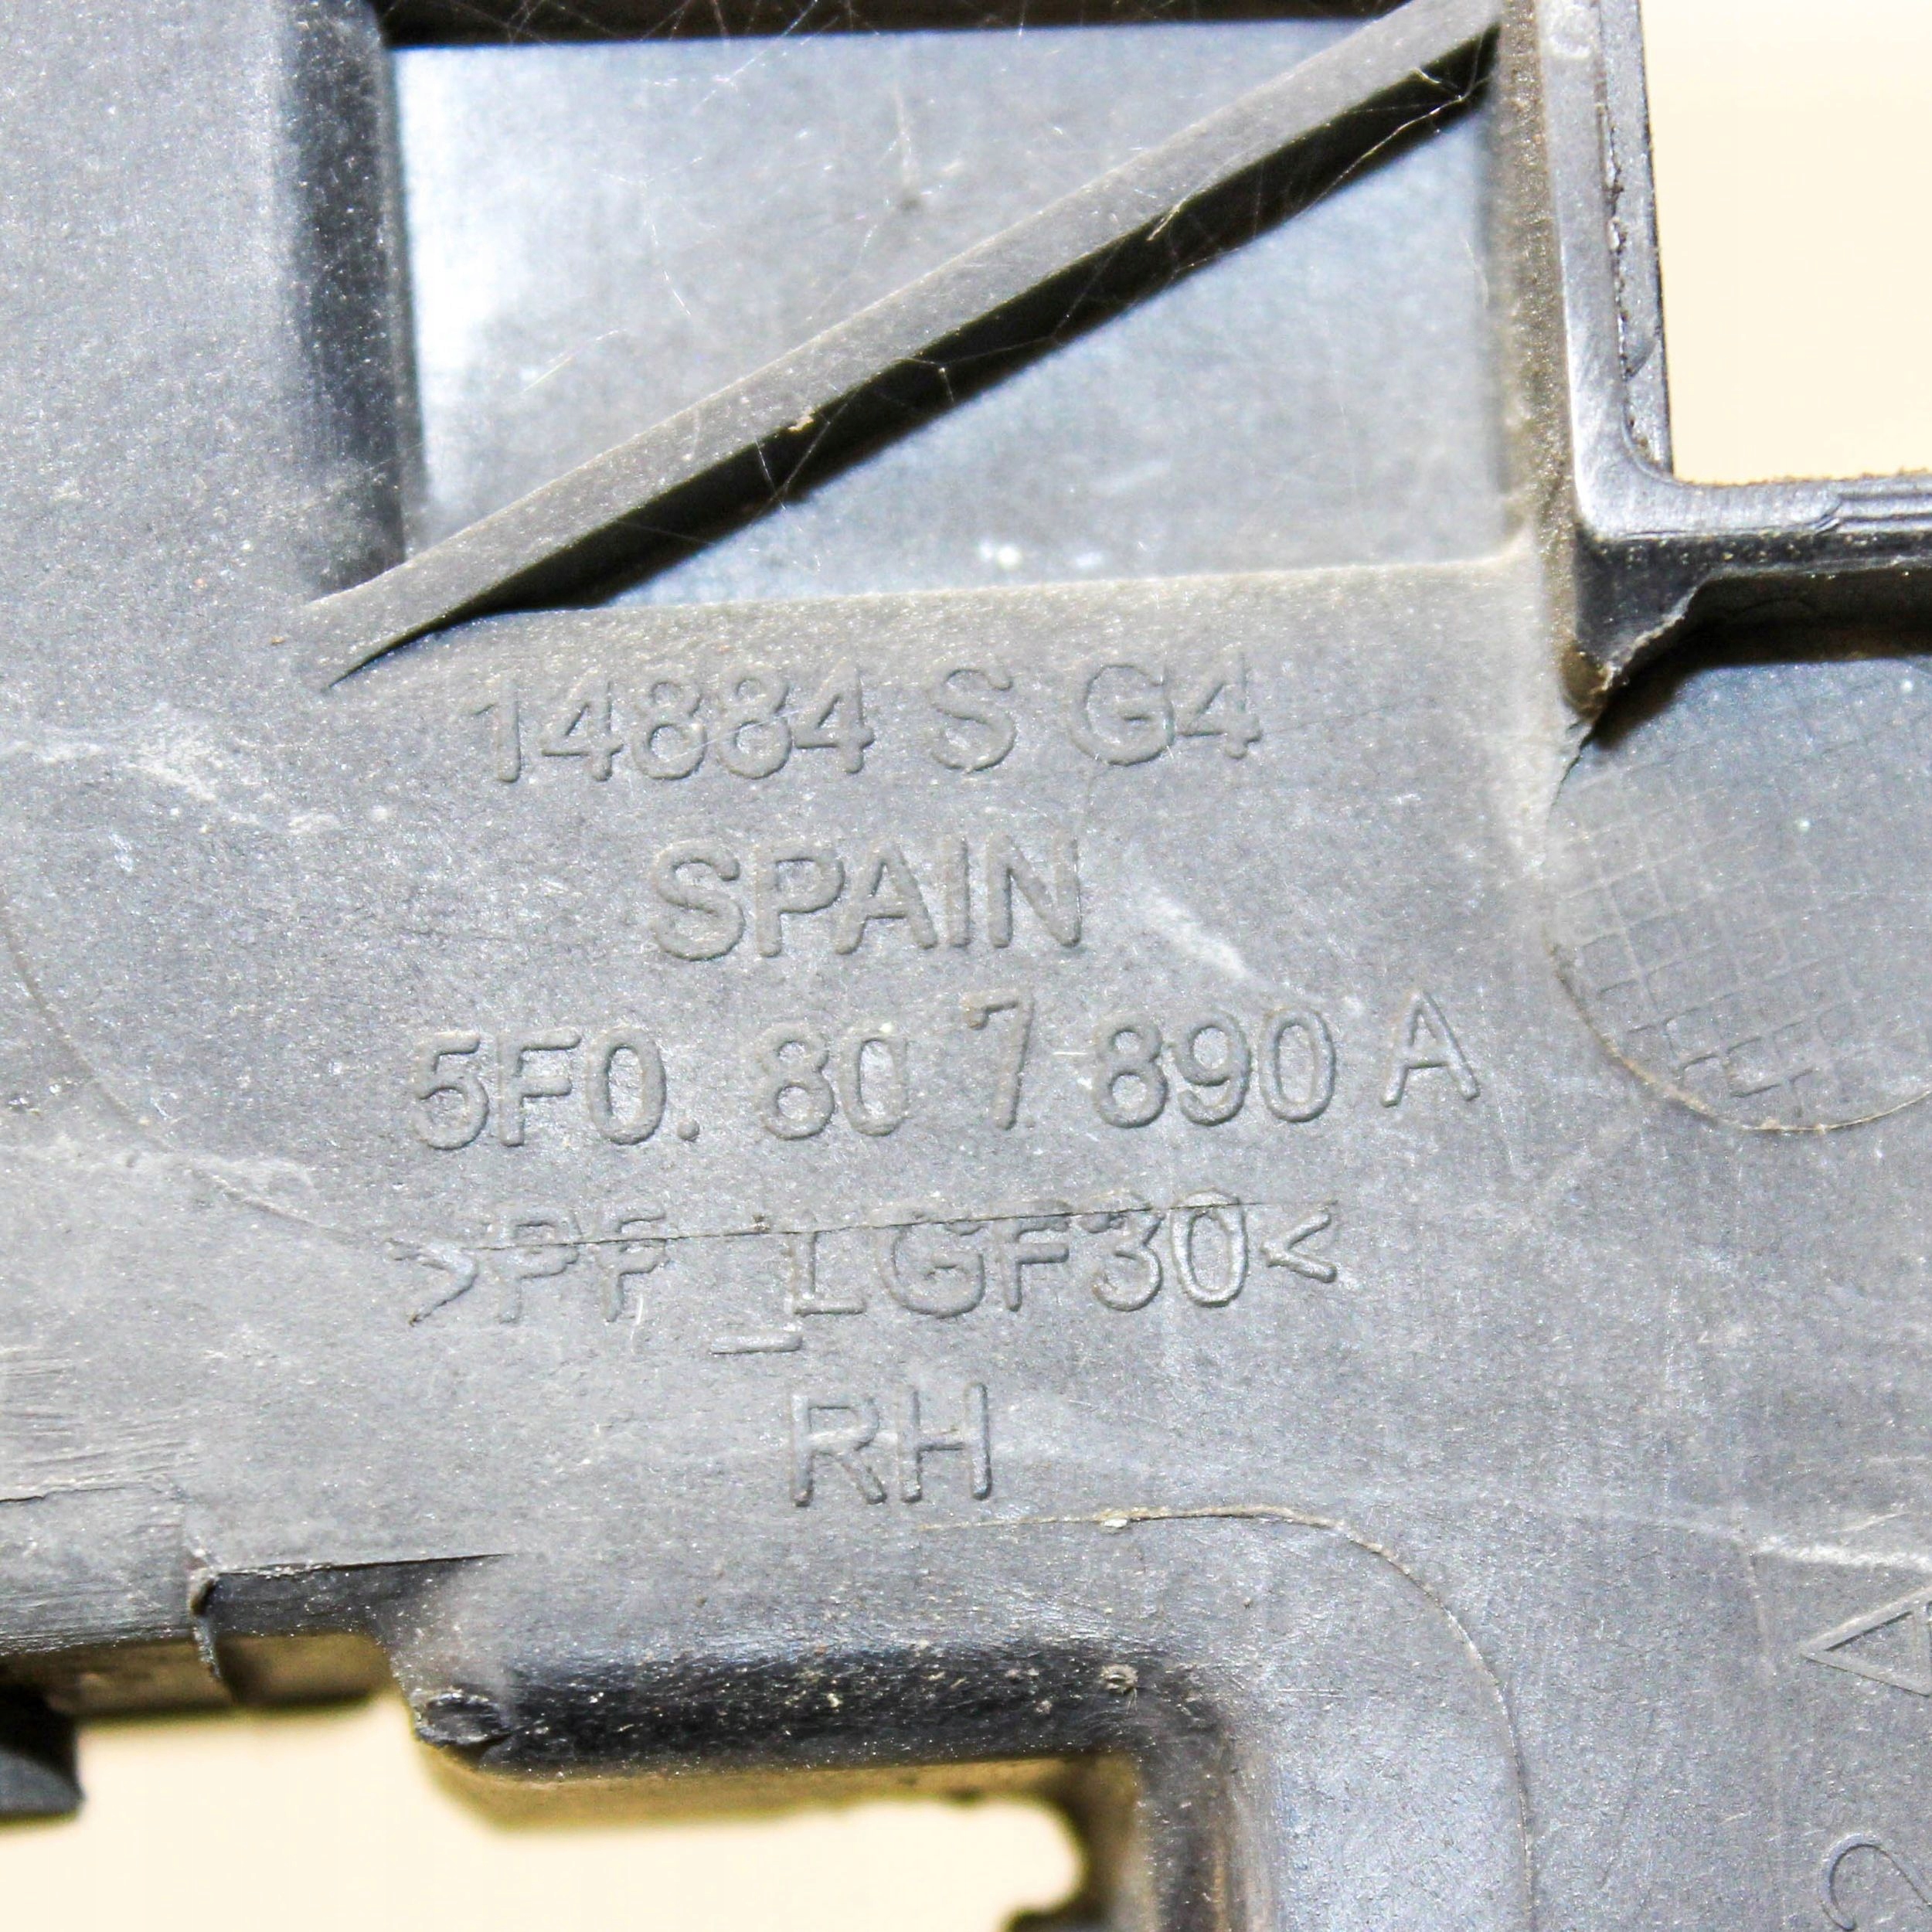 14884 S G4
SPAIN
5F0. 80 7 890 A
>PP_LGF30<
RH